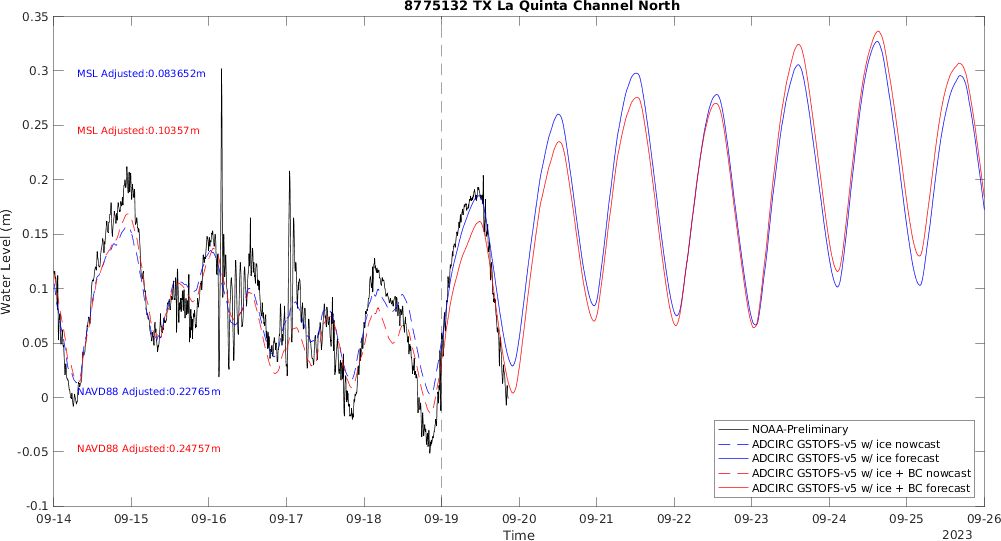 8775132 TX La Quinta Channel North
0.35
0.3
0.25
0.2
0.15
0.1
0.05
0
-0.05
-0.1
Water Level (m)
MSL Adjusted:0.083652m
MSL Adjusted:0.10357m
NAVD88 Adjusted:0.22765m
NAVD88 Adjusted:0.24757m
NOAA-Preliminary
ADCIRC GSTOFS-v5 w/ ice nowcast
ADCIRC GSTOFS-v5 w/ ice forecast
ADCIRC GSTOFS-v5 w/ ice + BC nowcast
ADCIRC GSTOFS-v5 w/ ice + BC forecast
09-14 09-15 09-16 09-17 09-18 09-19 09-20 09-21 09-22 09-23 09-24 09-25 09-26
Time
2023